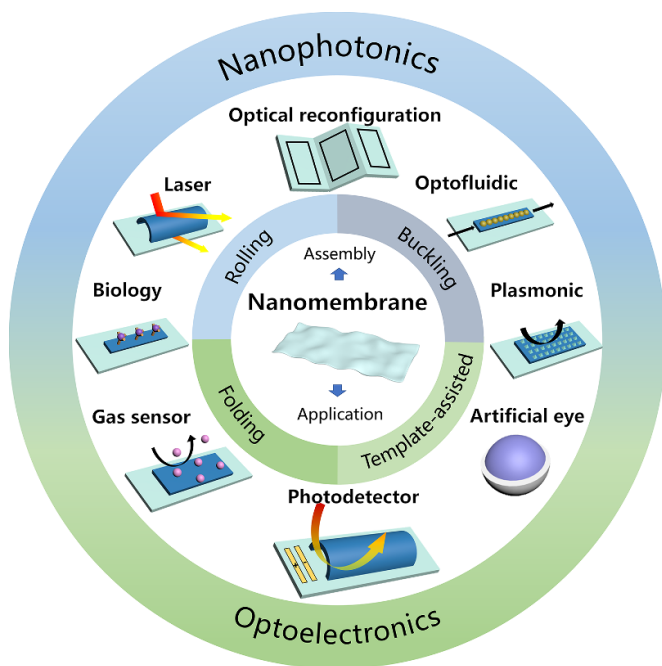 Nanophotonics
Optical reconfiguration
Laser
Optofluidic
Rolling
Buckling
Assembly
Biology
Nanomembrane
Plasmonic
Application
Folding
Template-assisted
Gas sensor
Artificial eye
Photodetector
Optoelectronics